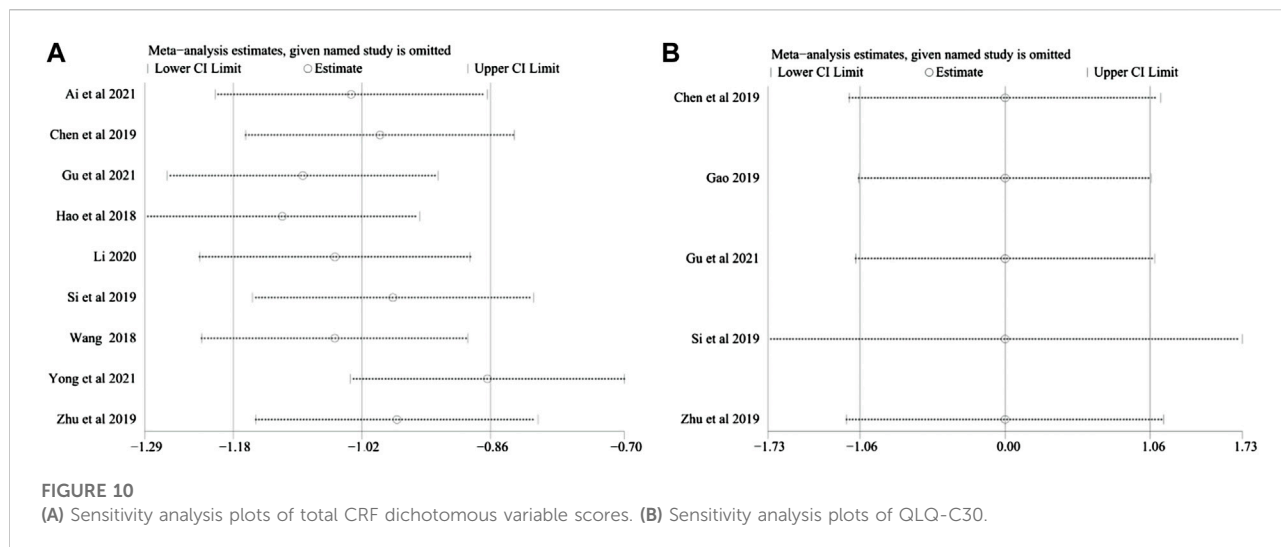 A
Meta-analysis estimates, given named study is omitted
Lower CI Limit Estimate Upper CI Limit
Ai et al 2021
Chen et al 2019
Gu et al 2021
Hao et al 2018
Li 2020
Si et al 2019
Wang 2018
Yong et al 2021
Zhu et al 2019
−1.29 −1.18 −1.02 −0.86 −0.70
B
Meta-analysis estimates, given named study is omitted
Lower CI Limit Estimate Upper CI Limit
Chen et al 2019
Gao 2019
Gu et al 2021
Si et al 2019
Zhu et al 2019
−1.73 −1.06 0.00 1.06 1.73
FIGURE 10
(A) Sensitivity analysis plots of total CRF dichotomous variable scores. (B) Sensitivity analysis plots of QLQ-C30.